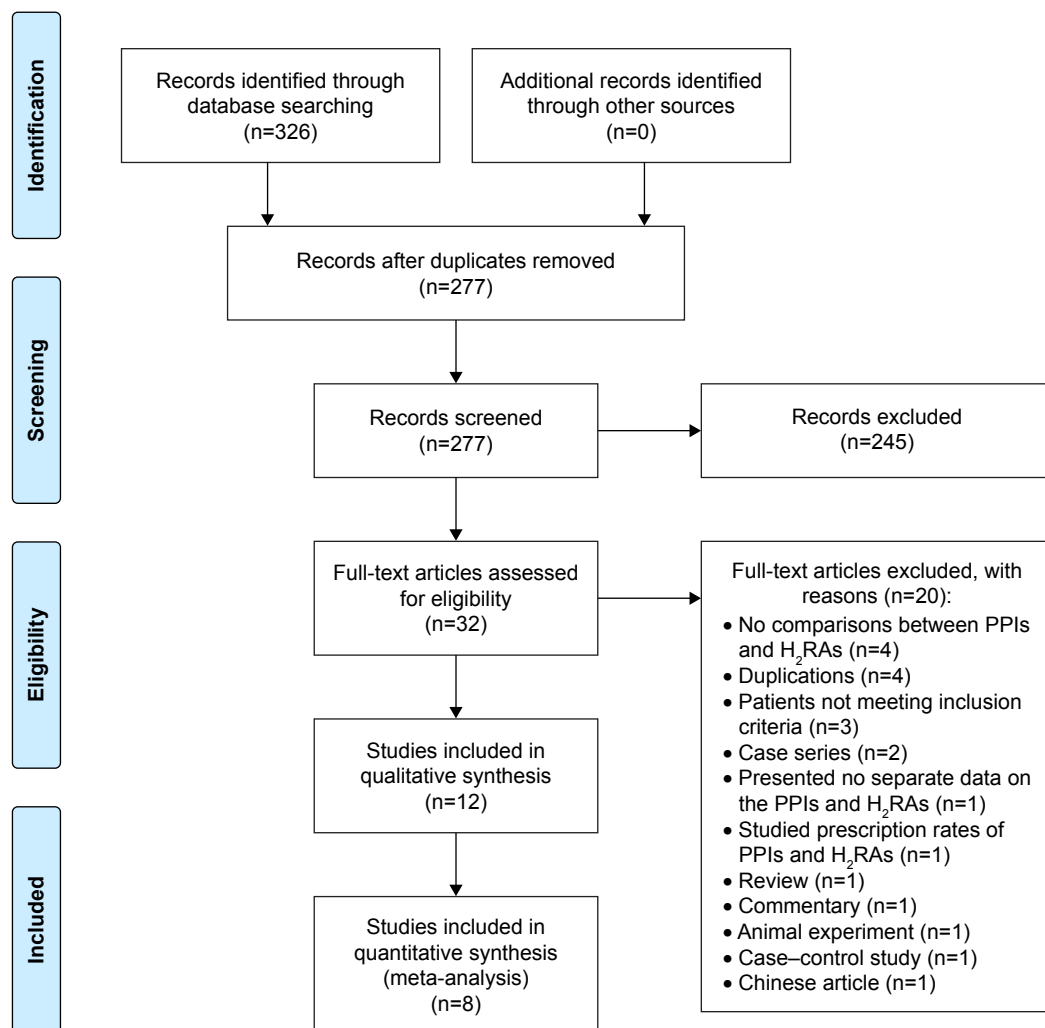 Identification
Records identified through
database searching
(n=326)
Additional records identified
through other sources
(n=0)
Records after duplicates removed
(n=277)
Screening
Records screened
(n=277)
Records excluded
(n=245)
Eligibility
Full-text articles assessed
for eligibility
(n=32)
Full-text articles excluded, with
reasons (n=20):
• No comparisons between PPIs
and H₂RAs (n=4)
• Duplications (n=4)
• Patients not meeting inclusion
criteria (n=3)
• Case series (n=2)
• Presented no separate data on
the PPIs and H₂RAs (n=1)
• Studied prescription rates of
PPIs and H₂RAs (n=1)
• Review (n=1)
• Commentary (n=1)
• Animal experiment (n=1)
• Case–control study (n=1)
• Chinese article (n=1)
Studies included in
qualitative synthesis
(n=12)
Included
Studies included in
quantitative synthesis
(meta-analysis)
(n=8)